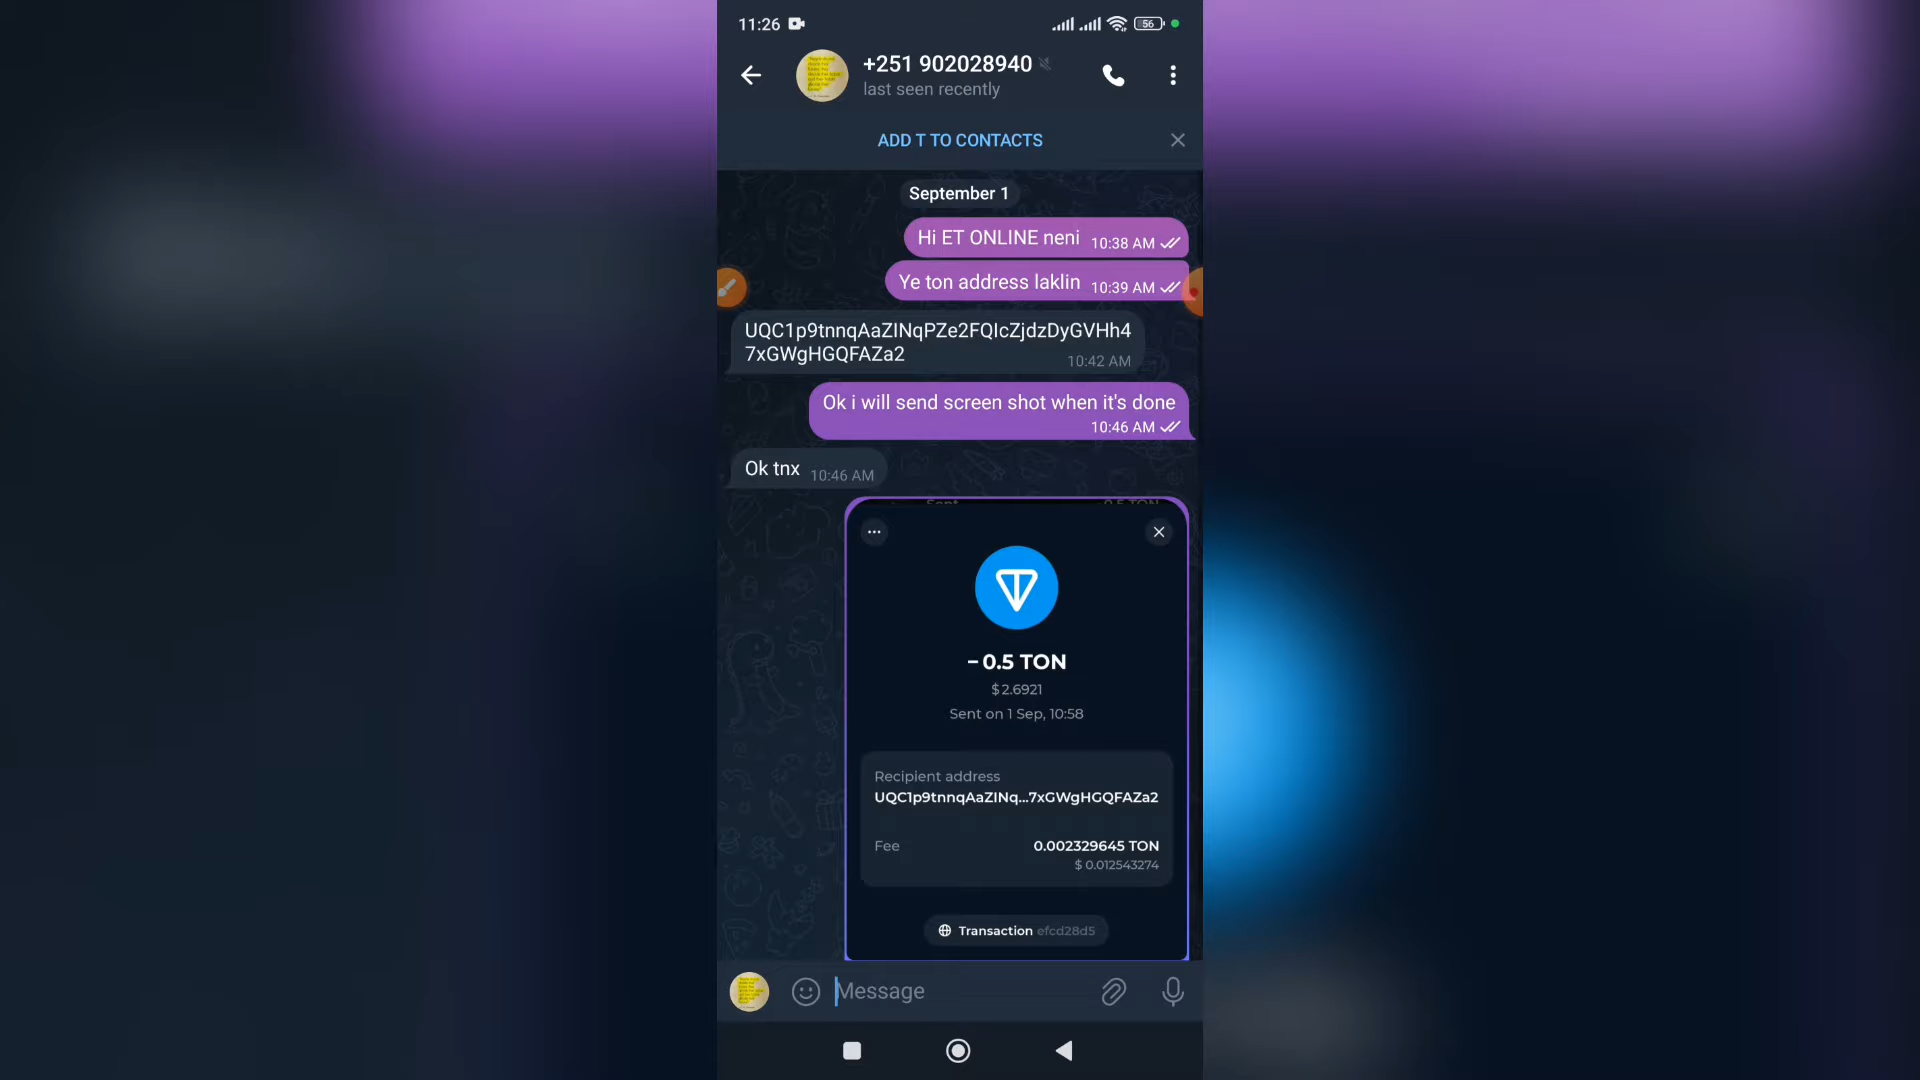 11:26
56
+251 902028940
last seen recently
ADD T TO CONTACTS
September 1
Hi ET ONLINE neni 10:38 AM
Ye ton address laklin 10:39 AM
UQC1p9tnnqAaZINqPZe2FQIcZjdzDyGVHh4
7xGWgHGQFAZa2
10:42 AM
Ok i will send screen shot when it's done
10:46 AM
Ok tnx 10:46 AM
− 0.5 TON
$ 2.6921
Sent on 1 Sep, 10:58
Recipient address
UQC1p9tnnqAaZINq...7xGWgHGQFAZa2
Fee 0.002329645 TON
$ 0.012543274
Transaction efcd28d5
Message